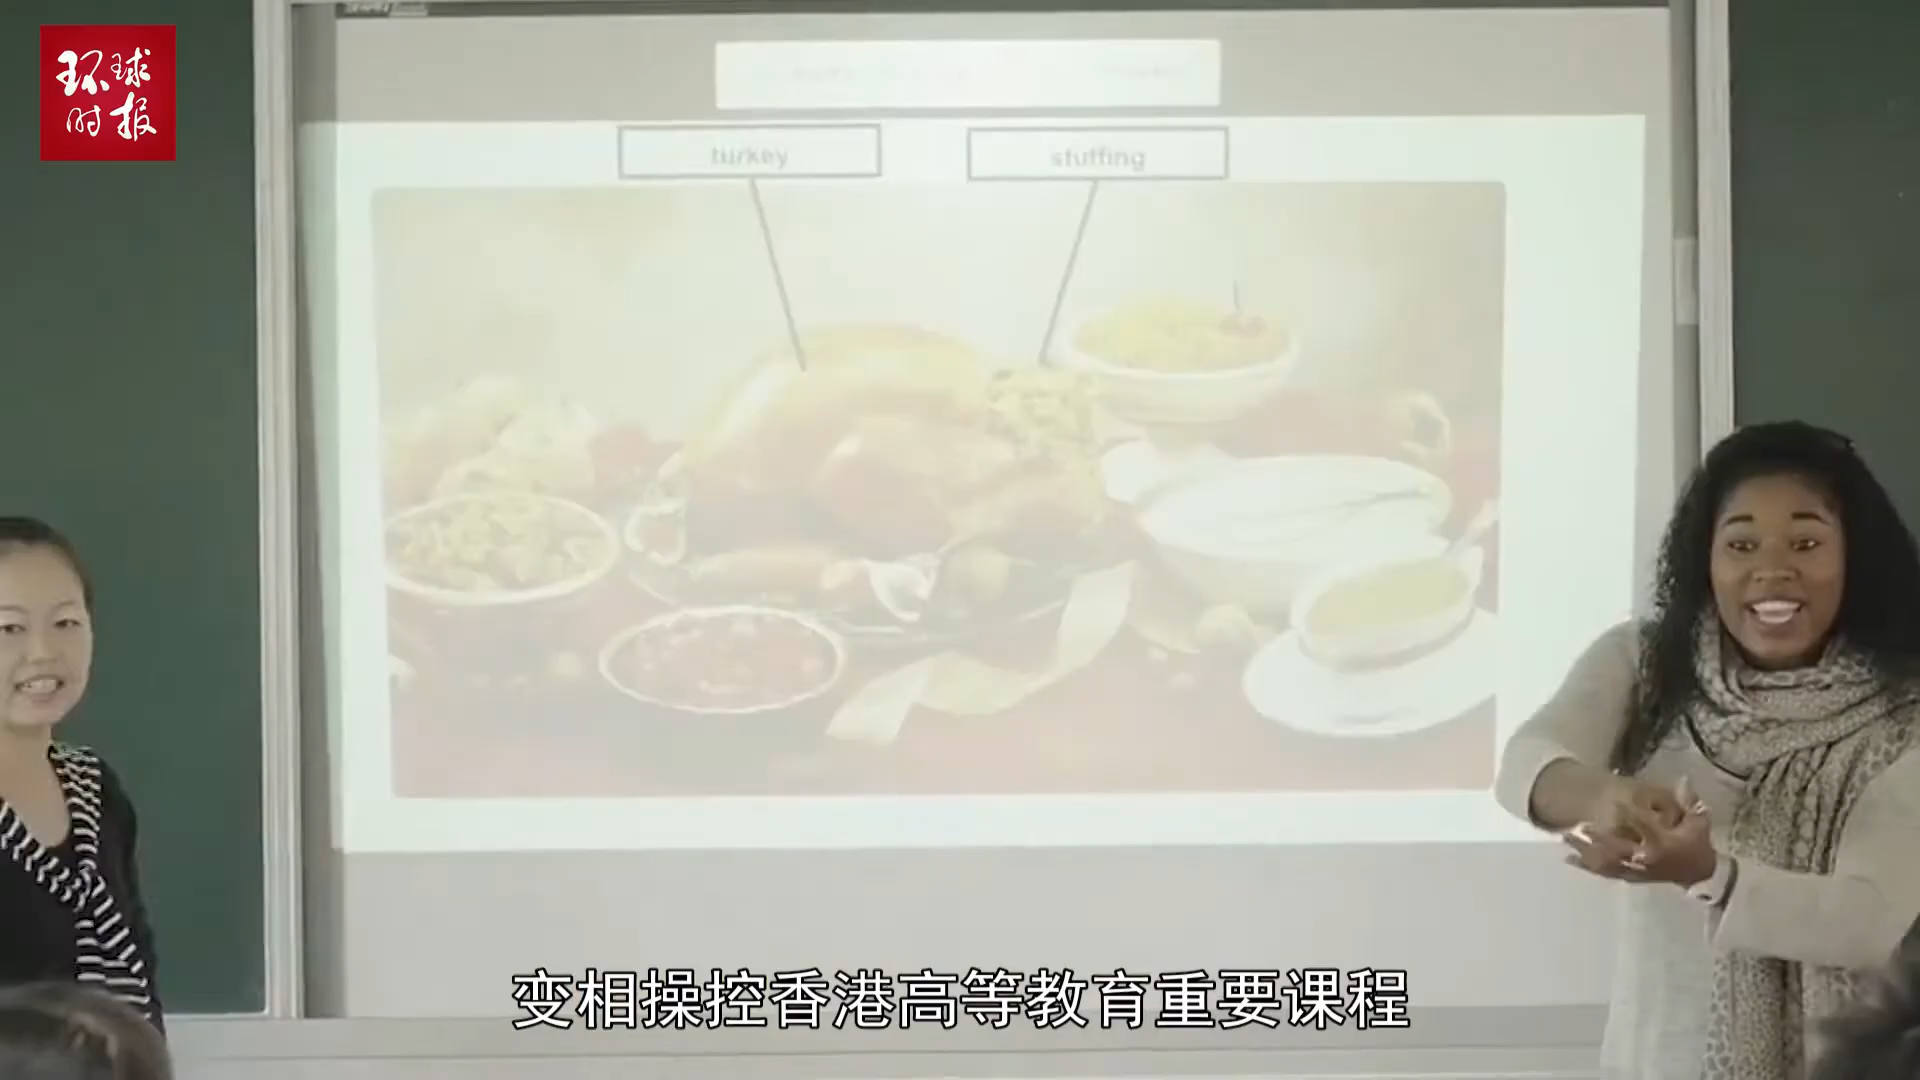 环球
时报
turkey
stuffing
变相操控香港高等教育重要课程